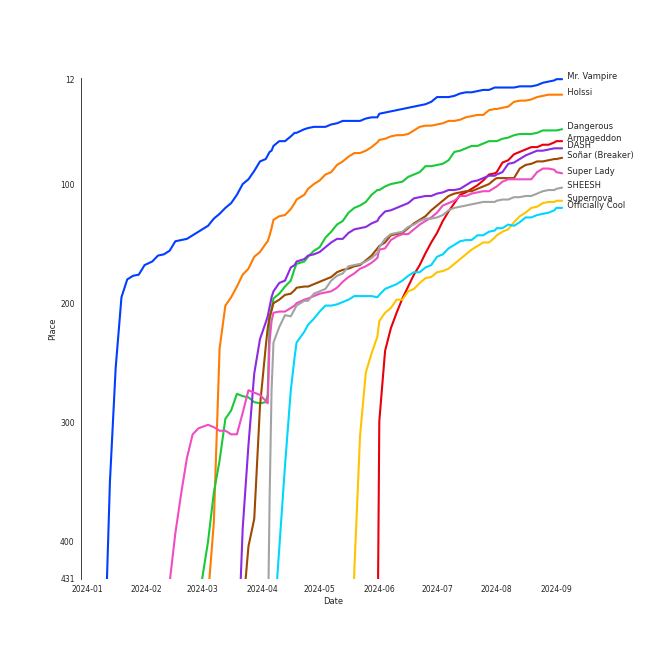 12
100
200
300
400
431
Place
2024-01
2024-02
2024-03
2024-04
2024-05
2024-06
2024-07
2024-08
2024-09
Date
Mr. Vampire
Holssi
Dangerous
Armageddon
DASH
Soñar (Breaker)
Super Lady
SHEESH
Supernova
Officially Cool